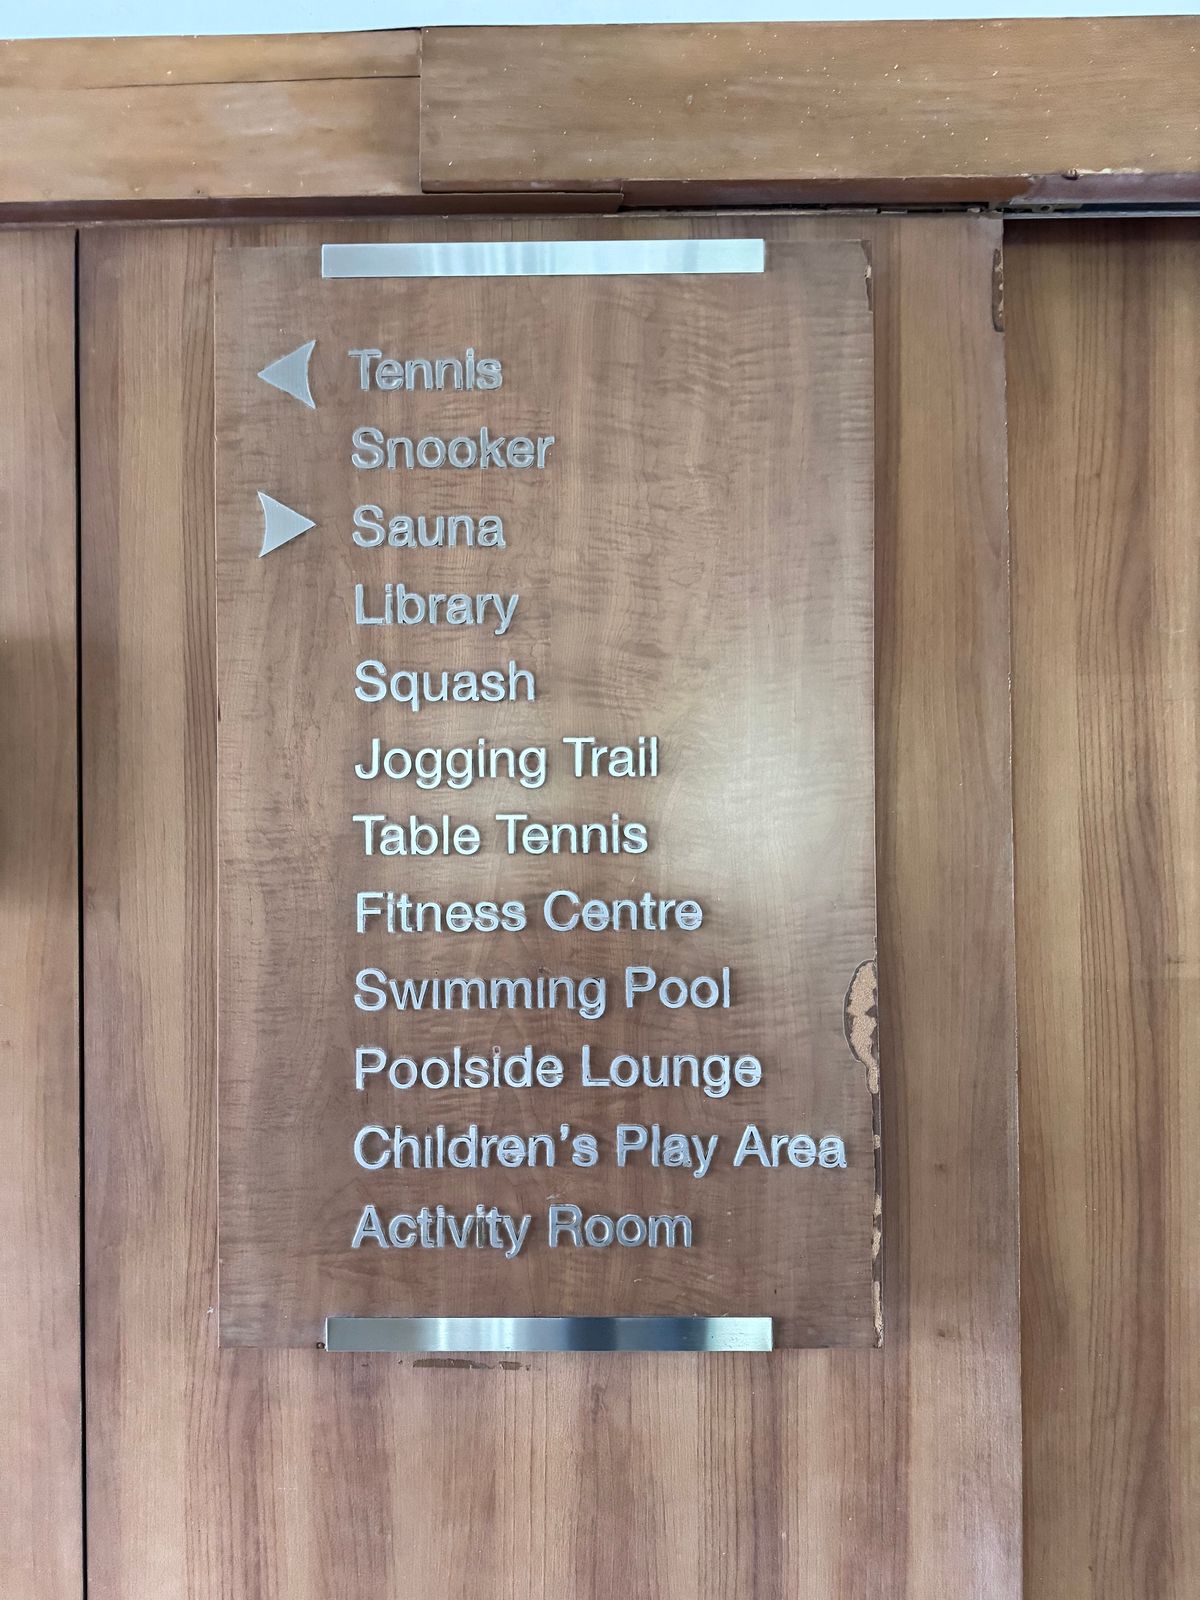 Tennis
Snooker
Sauna
Library
Squash
Jogging Trail
Table Tennis
Fitness Centre
Swimming Pool
Poolside Lounge
Children’s Play Area
Activity Room